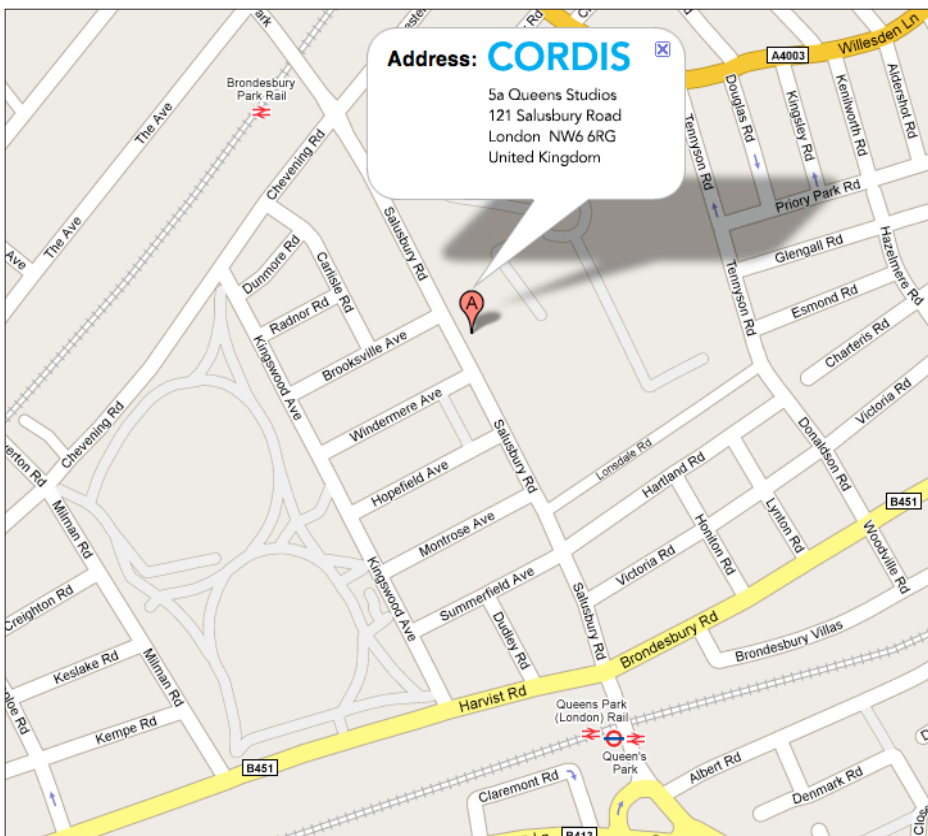 Address: CORDIS
5a Queens Studios
121 Salusbury Road
London NW6 6RG
United Kingdom
A
Park
Rd
A4003
Willesden Ln
Brondesbury
Park Rail
The Ave
The Ave
Ave
Chevening Rd
Chevening Rd
Salusbury Rd
Salusbury Rd
Salusbury Rd
Tennyson Rd
Tennyson Rd
Douglas Rd
Kingsley Rd
Kenilworth Rd
Aldershot Rd
Priory Park Rd
Glengall Rd
Hazelmere Rd
Esmond Rd
Charteris Rd
Victoria Rd
Victoria Rd
Dunmore Rd
Carlisle Rd
Radnor Rd
Brooksville Ave
Kingswood Ave
Kingswood Ave
Windermere Ave
Hopefield Ave
Montrose Ave
Summerfield Ave
Dudley Rd
Lonsdale Rd
Hartland Rd
Honiton Rd
Lynton Rd
Donaldson Rd
Woodville Rd
B451
Brondesbury Rd
Brondesbury Villas
Harvist Rd
B451
Milman Rd
Milman Rd
Creighton Rd
Keslake Rd
Kempe Rd
Queens Park
(London) Rail
Queen's
Park
Claremont Rd
Albert Rd
Denmark Rd
Close
Ln
B413